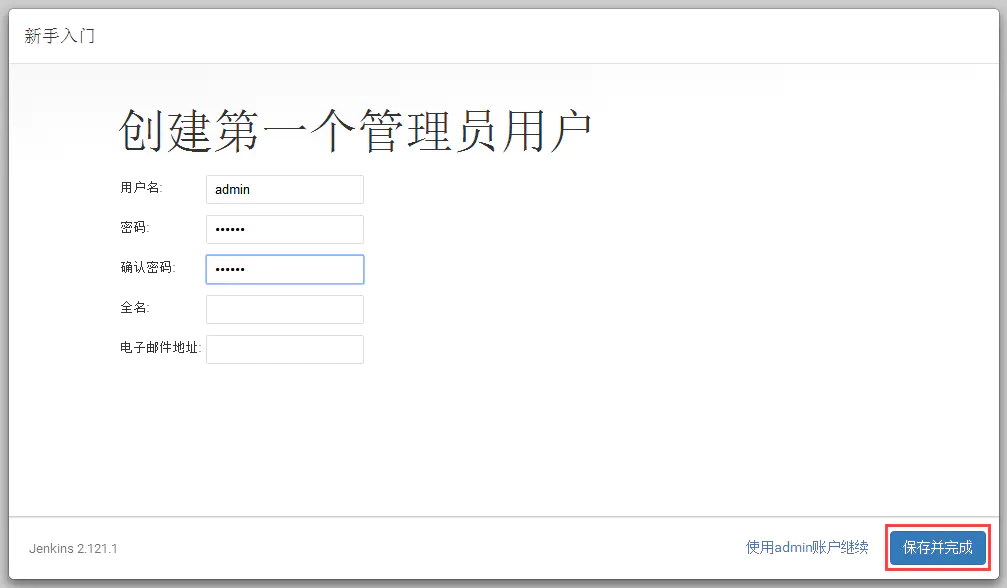 新手入门
创建第一个管理员用户
用户名: admin
密码: ••••••
确认密码: ••••••
全名:
电子邮件地址:
Jenkins 2.121.1 使用admin账户继续 保存并完成